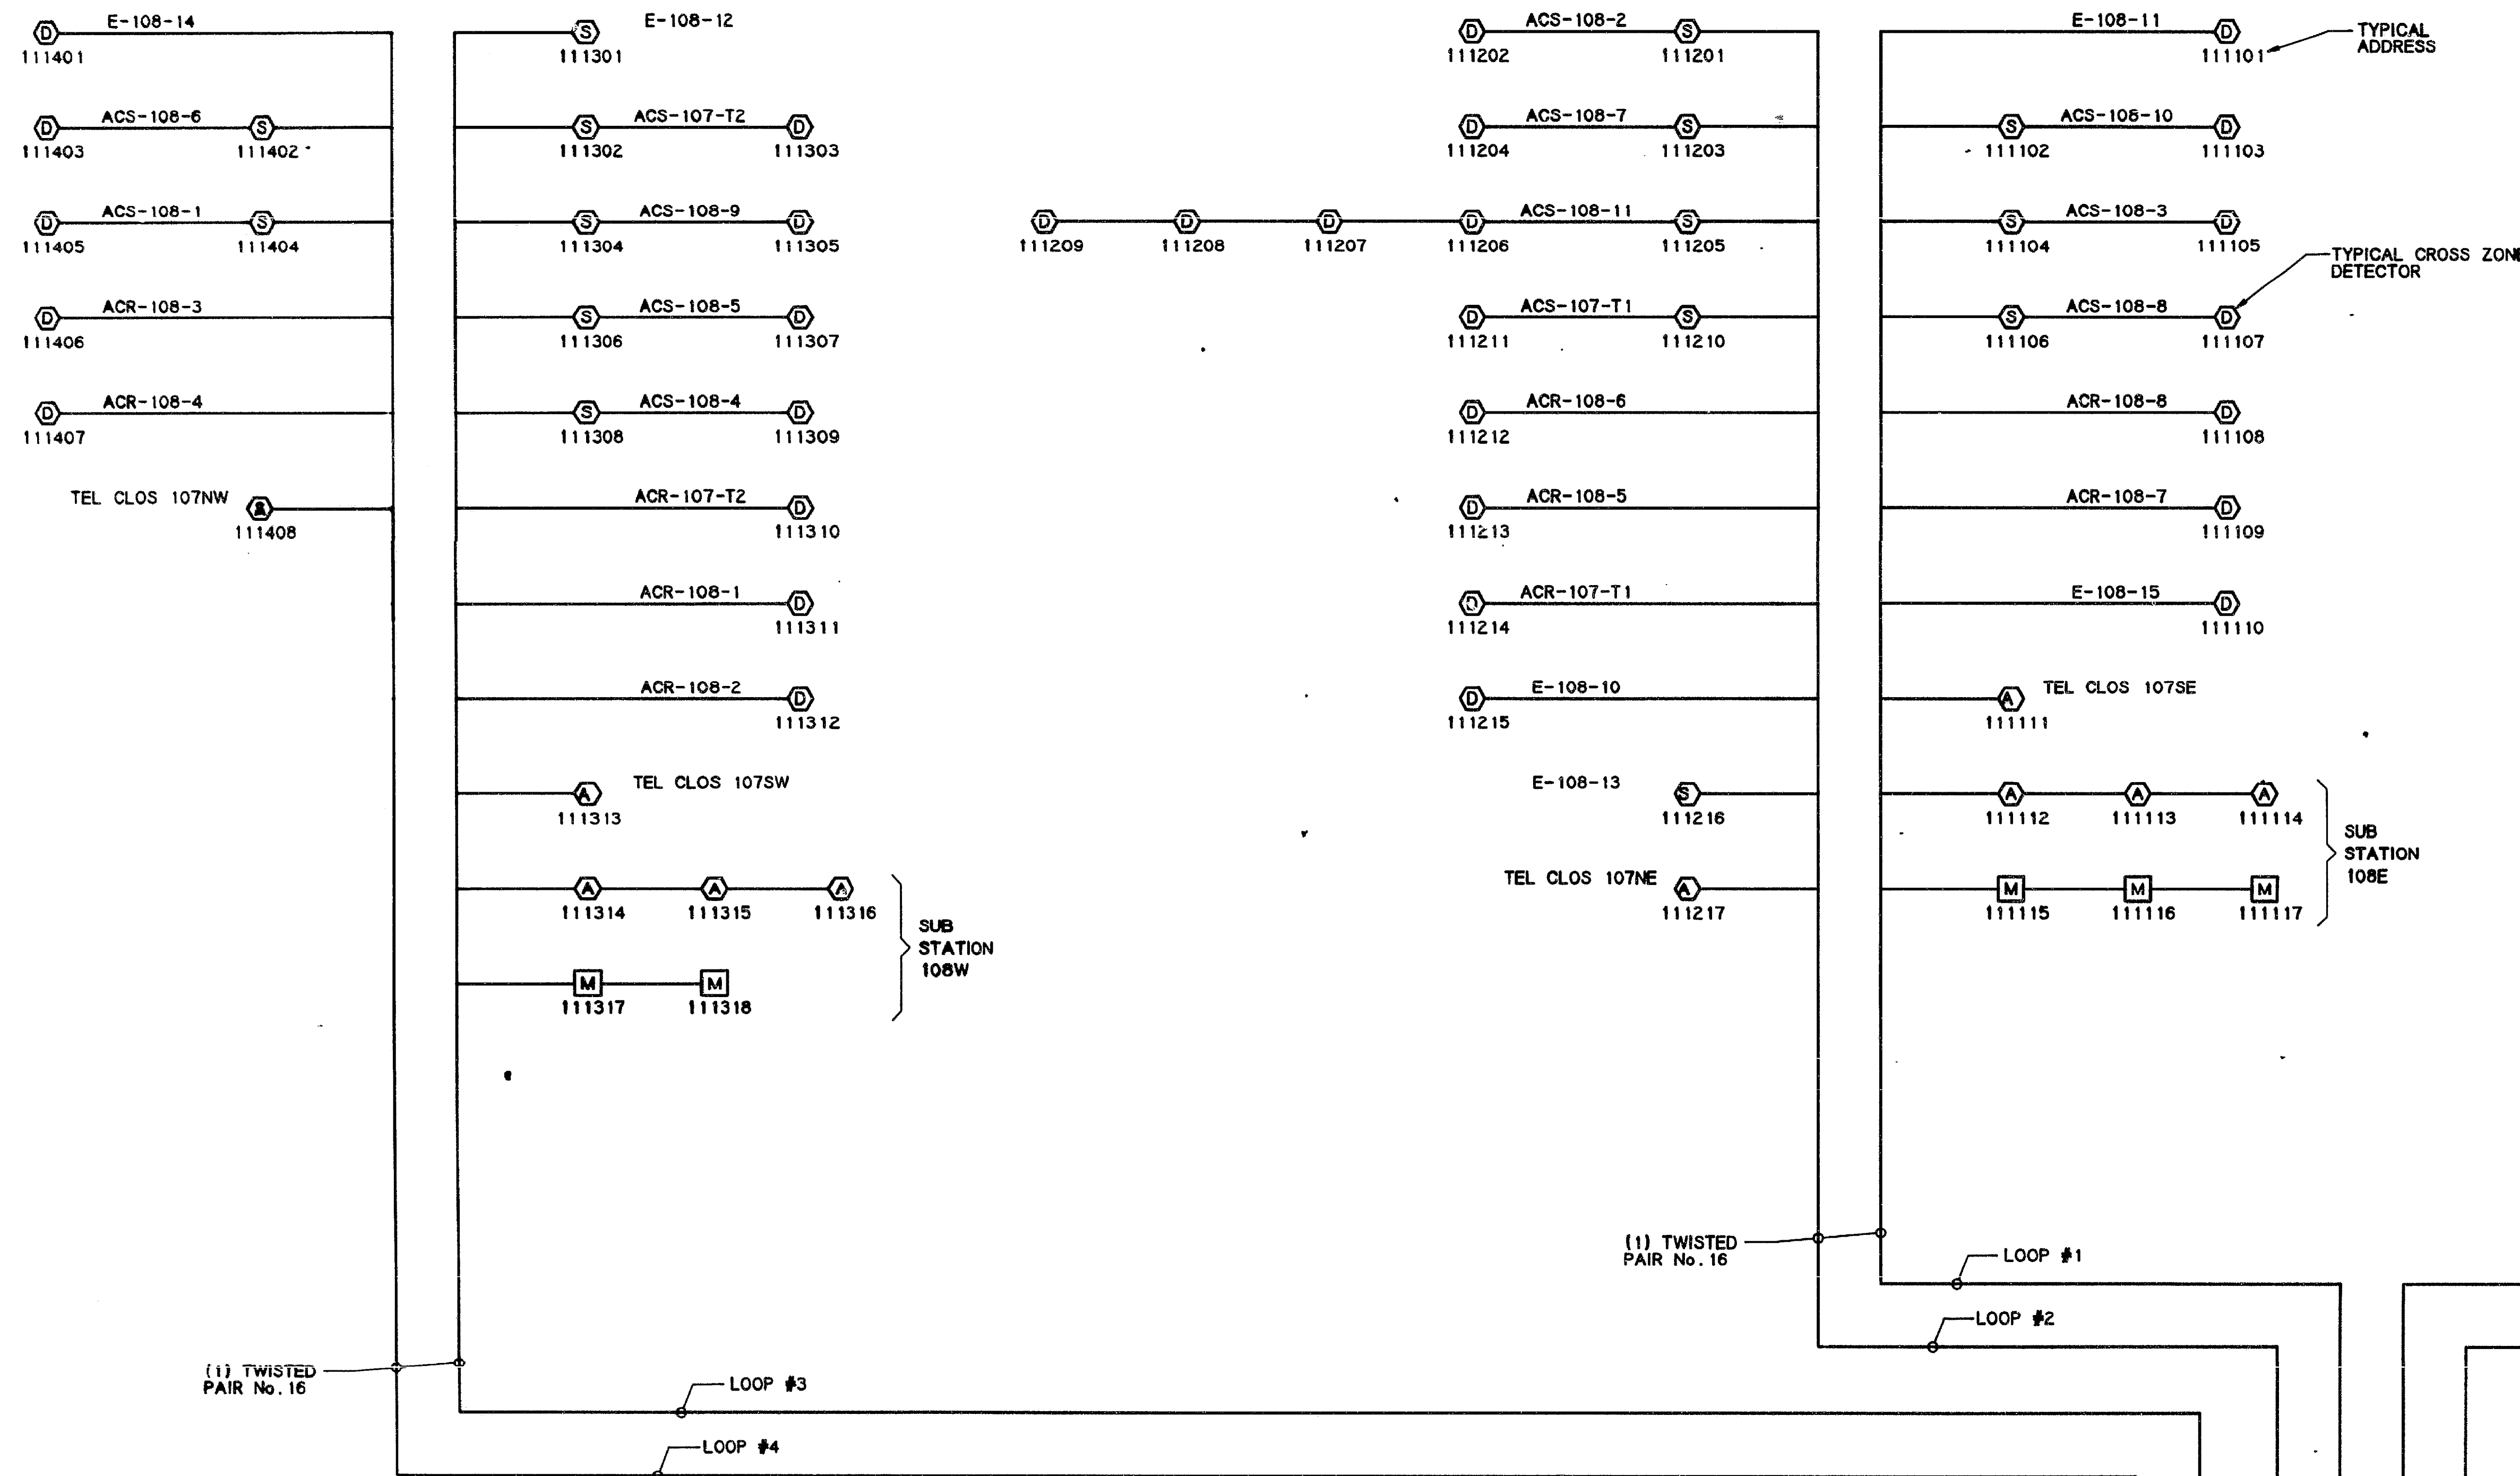 E-108-14
D
111401
ACS-108-6
D S
111403 111402
ACS-108-1
D S
111405 111404
ACR-108-3
D
111406
ACR-108-4
D
111407
TEL CLOS 107NW
111408
E-108-12
S
111301
ACS-107-T2
S D
111302 111303
ACS-108-9
S D
111304 111305
ACS-108-5
S D
111306 111307
ACS-108-4
S D
111308 111309
ACR-107-T2
D
111310
ACR-108-1
D
111311
ACR-108-2
D
111312
TEL CLOS 107SW
A
111313
A A A
111314 111315 111316
M M
111317 111318
SUB
STATION
108W
ACS-108-2
D S
111202 111201
ACS-108-7
D S
111204 111203
ACS-108-11
D D D D S
111209 111208 111207 111206 111205
ACS-107-T1
D S
111211 111210
ACR-108-6
D
111212
ACR-108-5
D
111213
ACR-107-T1
D
111214
E-108-10
D
111215
E-108-13
S
111216
TEL CLOS 107NE
A
111217
E-108-11
D
111101
TYPICAL
ADDRESS
ACS-108-10
S D
111102 111103
ACS-108-3
S D
111104 111105
TYPICAL CROSS ZONE
DETECTOR
ACS-108-8
S D
111106 111107
ACR-108-8
D
111108
ACR-108-7
D
111109
E-108-15
D
111110
TEL CLOS 107SE
A
111111
A A A
111112 111113 111114
M M M
111115 111116 111117
SUB
STATION
108E
(1) TWISTED
PAIR No. 16
LOOP #1
LOOP #2
(1) TWISTED
PAIR No. 16
LOOP #3
LOOP #4